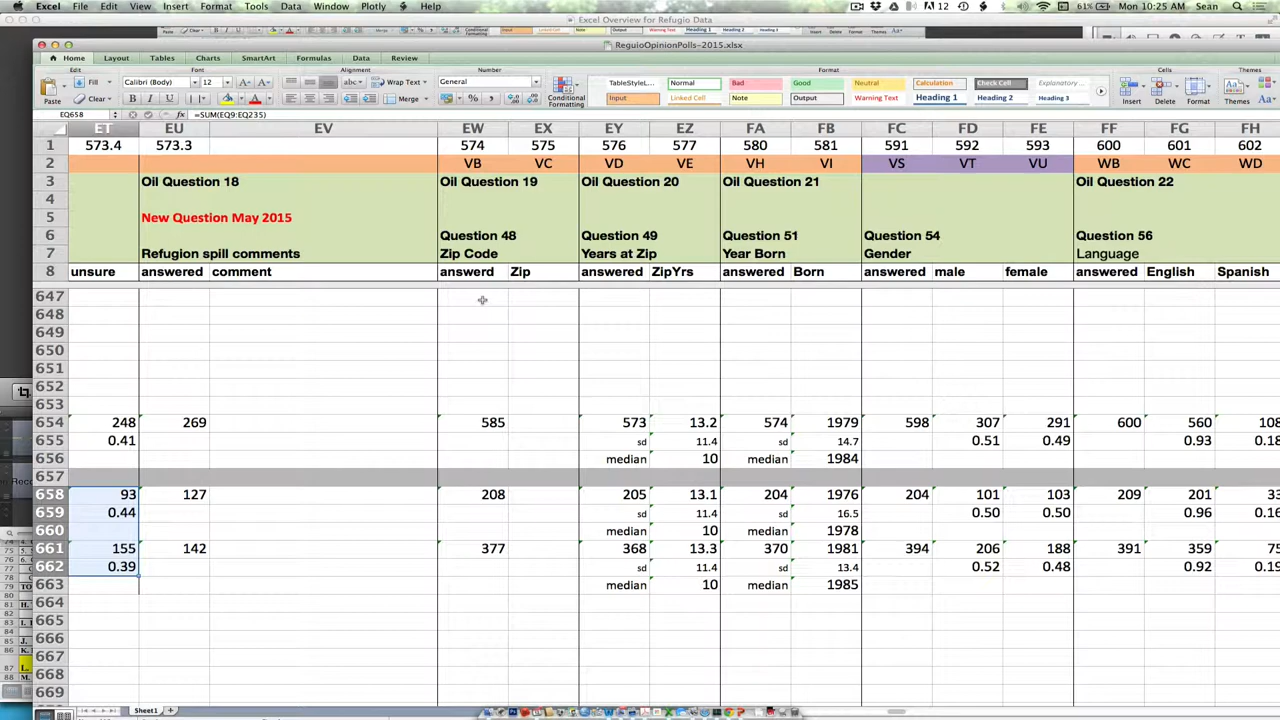 Excel File Edit View Insert Format Tools Data Window Plotly Help 12 61% Mon 10:25 AM Sean
Excel Overview for Refugio Data
ReguioOpinionPolls-2015.xlsx
Home Layout Tables Charts SmartArt Formulas Data Review
Edit Font Alignment Number Format Cells Themes
Paste Fill Clear Calibri (Body) 12 A A abc Wrap Text General Normal Bad Good Neutral Calculation Check Cell Explanatory...
B I U A Merge % Conditional Formatting TableStyleL... Input Linked Cell Note Output Warning Text Heading 1 Heading 2 Heading 3 Insert Delete Format Themes Aa
EQ658 fx =SUM(EQ9:EQ235)
ET EU EV EW EX EY EZ FA FB FC FD FE FF FG FH
1 573.4 573.3 574 575 576 577 580 581 591 592 593 600 601 602
2 VB VC VD VE VH VI VS VT VU WB WC WD
3 Oil Question 18 Oil Question 19 Oil Question 20 Oil Question 21 Oil Question 22
4
5 New Question May 2015
6 Question 48 Question 49 Question 51 Question 54 Question 56
7 Refugion spill comments Zip Code Years at Zip Year Born Gender Language
8 unsure answered comment answerd Zip answered ZipYrs answered Born answered male female answered English Spanish
647
648
649
650
651
652
653
654 248 269 585 573 13.2 574 1979 598 307 291 600 560 108
655 0.41 sd 11.4 sd 14.7 0.51 0.49 0.93 0.18
656 median 10 median 1984
657
658 93 127 208 205 13.1 204 1976 204 101 103 209 201 33
659 0.44 sd 11.4 sd 16.5 0.50 0.50 0.96 0.16
660 median 10 median 1978
661 155 142 377 368 13.3 370 1981 394 206 188 391 359 75
662 0.39 sd 11.4 sd 13.4 0.52 0.48 0.92 0.19
663 median 10 median 1985
664
665
666
667
668
669
Sheet1